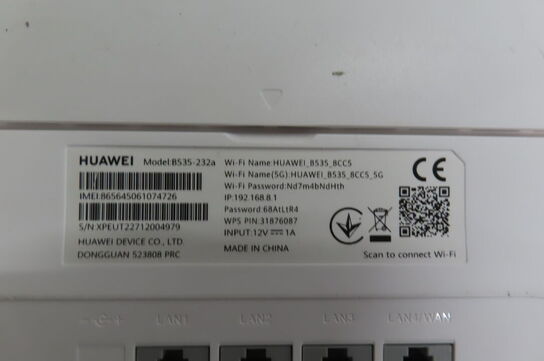 HUAWEI Model:B535-232a
IMEI:865645061074726
S/N:XPEUT22712004979
HUAWEI DEVICE CO., LTD.
DONGGUAN 523808 PRC
Wi-Fi Name:HUAWEI_B535_8CC5
Wi-Fi Name(5G):HUAWEI_B535_8CC5_5G
Wi-Fi Password:Nd7m4bNdHth
IP:192.168.8.1
Password:68AtLtR4
WPS PIN:31876087
INPUT:12V⎓1A
MADE IN CHINA
CE
Scan to connect Wi-Fi
LAN1 LAN2 LAN3 LAN4/WAN